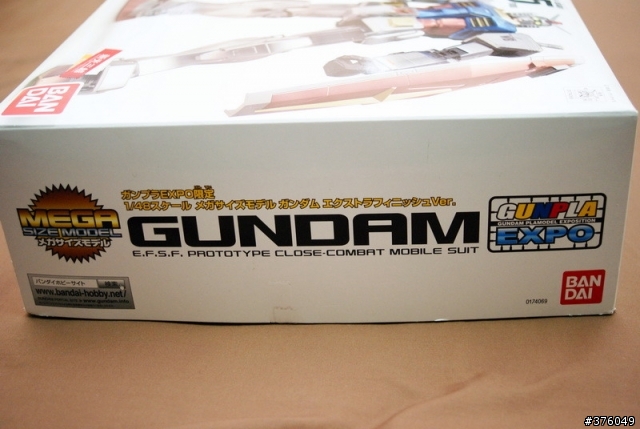 BAN
DAI
ガンプラEXPO限定
1/48スケール メガサイズモデル ガンダム エクストラフィニッシュVer.
MEGA
SIZE MODEL
メガサイズモデル
GUNDAM
E.F.S.F. PROTOTYPE CLOSE-COMBAT MOBILE SUIT
GUNPLA
GUNDAM PLAMODEL EXPOSITION
EXPO
バンダイホビーサイト
www.bandai-hobby.net/
BAN
DAI
0174069
#376049